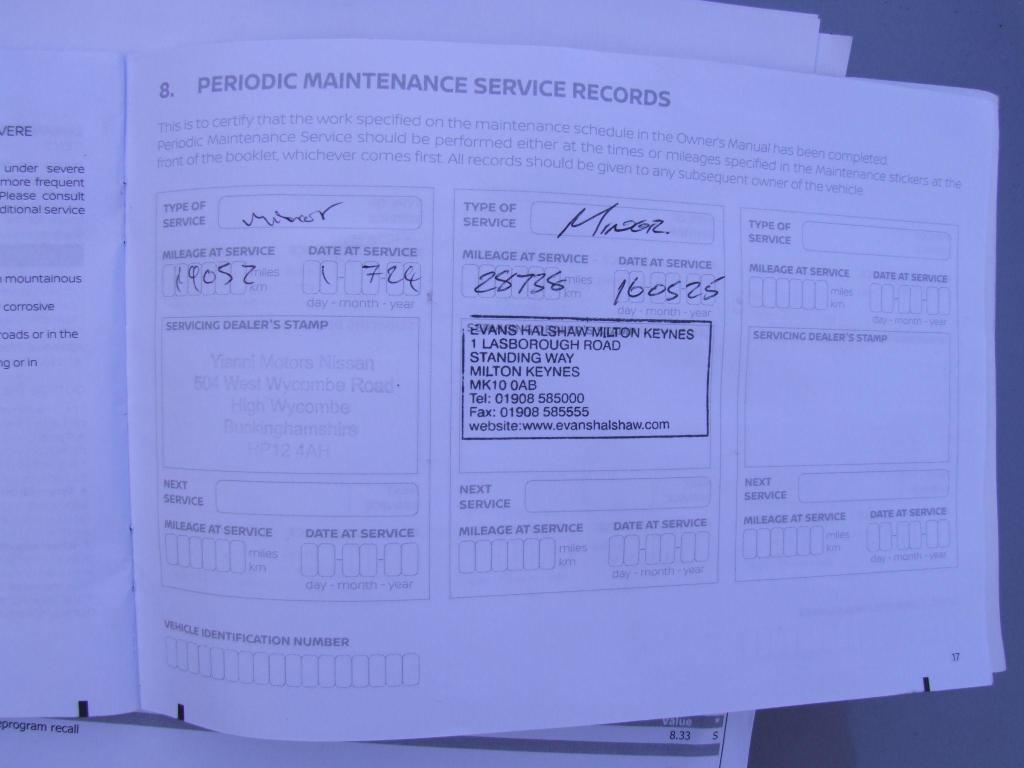 VERE
under severe
more frequent
Please consult
ditional service
mountainous
corrosive
roads or in the
ng or in
eprogram recall
8. PERIODIC MAINTENANCE SERVICE RECORDS
This is to certify that the work specified on the maintenance schedule in the Owner's Manual has been completed.
Periodic Maintenance Service should be performed either at the times or mileages specified in the Maintenance stickers at the
front of the booklet, whichever comes first. All records should be given to any subsequent owner of the vehicle.
TYPE OF
SERVICE
Minor
MILEAGE AT SERVICE DATE AT SERVICE
19052 miles 1 7 24
km
day - month - year
SERVICING DEALER'S STAMP
Yianni Motors Nissan
504 West Wycombe Road
High Wycombe
Buckinghamshire
HP12 4AH
NEXT
SERVICE
MILEAGE AT SERVICE DATE AT SERVICE
miles
km
day - month - year
VEHICLE IDENTIFICATION NUMBER
TYPE OF
SERVICE
MINOR.
MILEAGE AT SERVICE DATE AT SERVICE
28738 miles 160525
km
day - month - year
EVANS HALSHAW MILTON KEYNES
1 LASBOROUGH ROAD
STANDING WAY
MILTON KEYNES
MK10 0AB
Tel: 01908 585000
Fax: 01908 585555
website:www.evanshalshaw.com
NEXT
SERVICE
MILEAGE AT SERVICE DATE AT SERVICE
miles
km
day - month - year
TYPE OF
SERVICE
MILEAGE AT SERVICE DATE AT SERVICE
miles
km
day - month - year
SERVICING DEALER'S STAMP
NEXT
SERVICE
MILEAGE AT SERVICE DATE AT SERVICE
miles
km
day - month - year
17
Value *
8.33 S